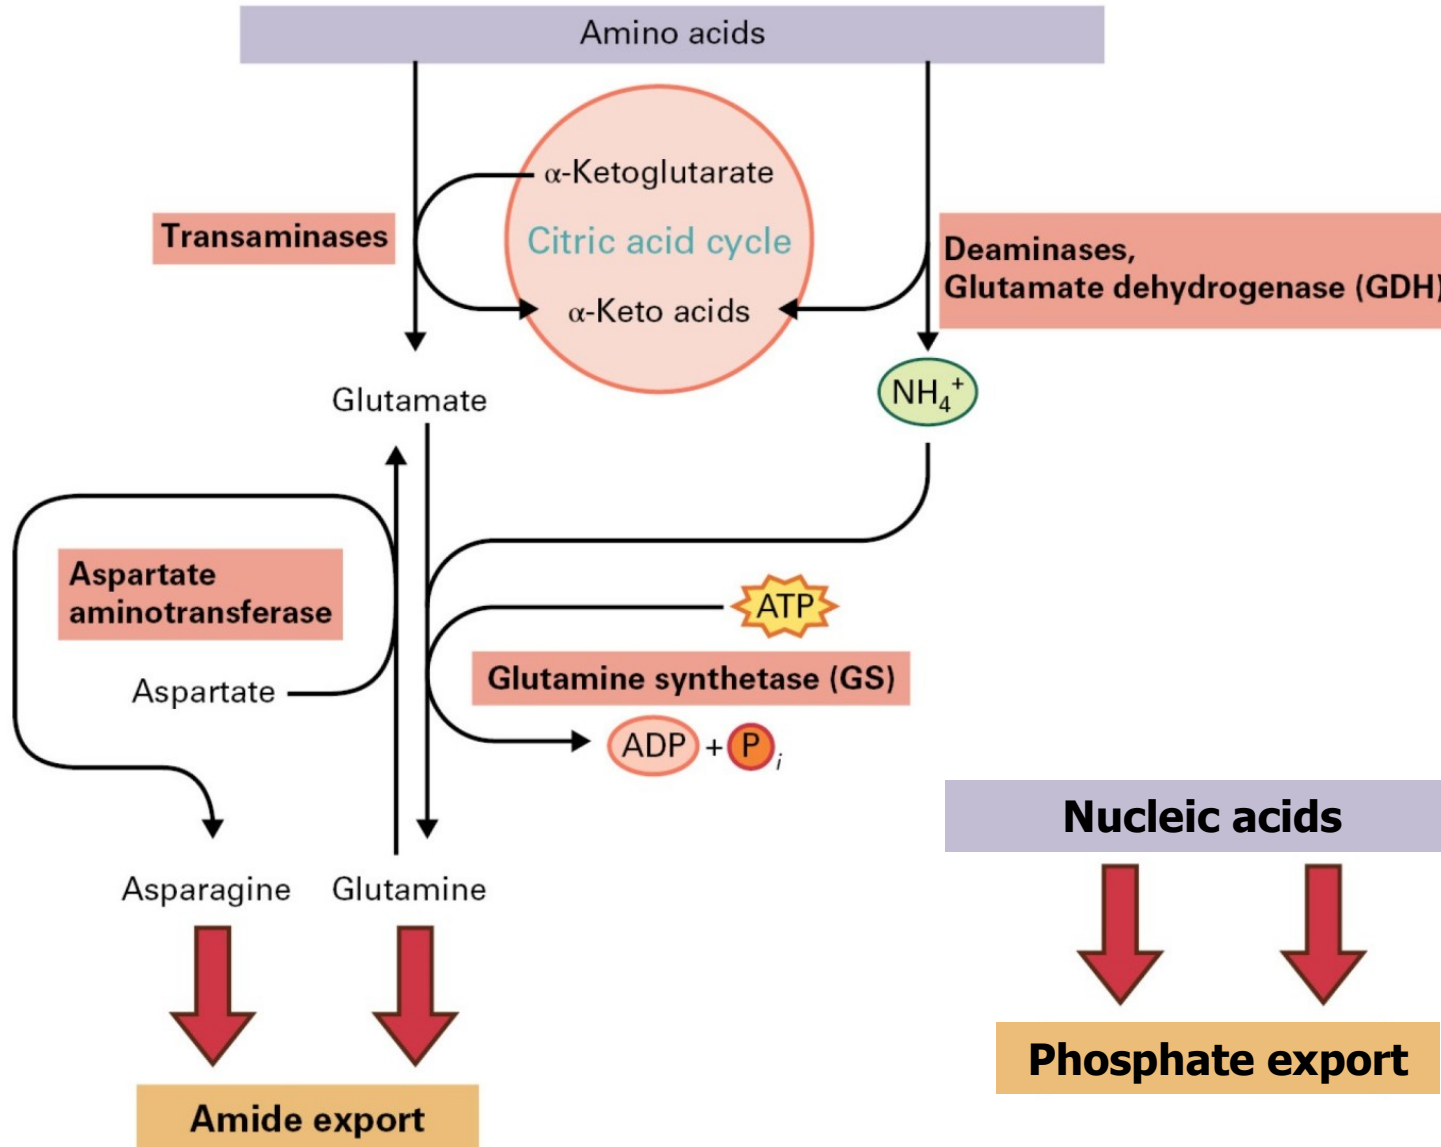 Amino acids
α-Ketoglutarate
Transaminases
Citric acid cycle
α-Keto acids
Deaminases,
Glutamate dehydrogenase (GDH)
Glutamate
NH₄⁺
Aspartate
aminotransferase
ATP
Aspartate
Glutamine synthetase (GS)
ADP + P i
Asparagine
Glutamine
Amide export
Nucleic acids
Phosphate export